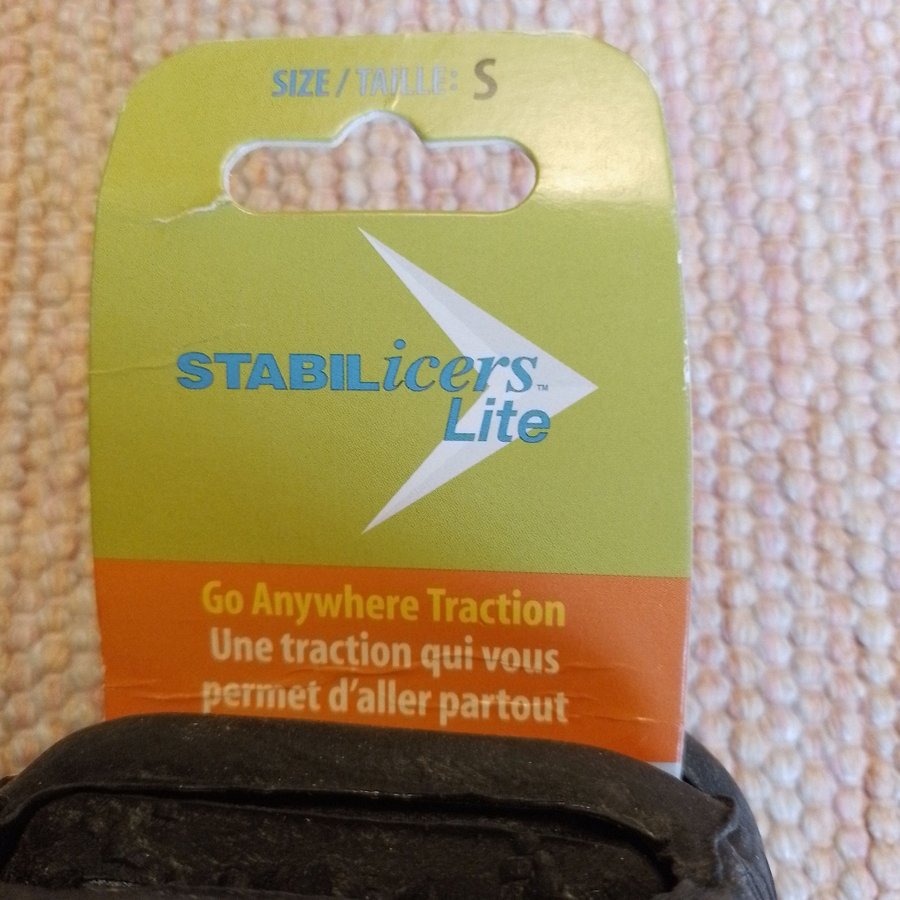 SIZE / TAILLE: S
STABILicers™
Lite
Go Anywhere Traction
Une traction qui vous
permet d'aller partout